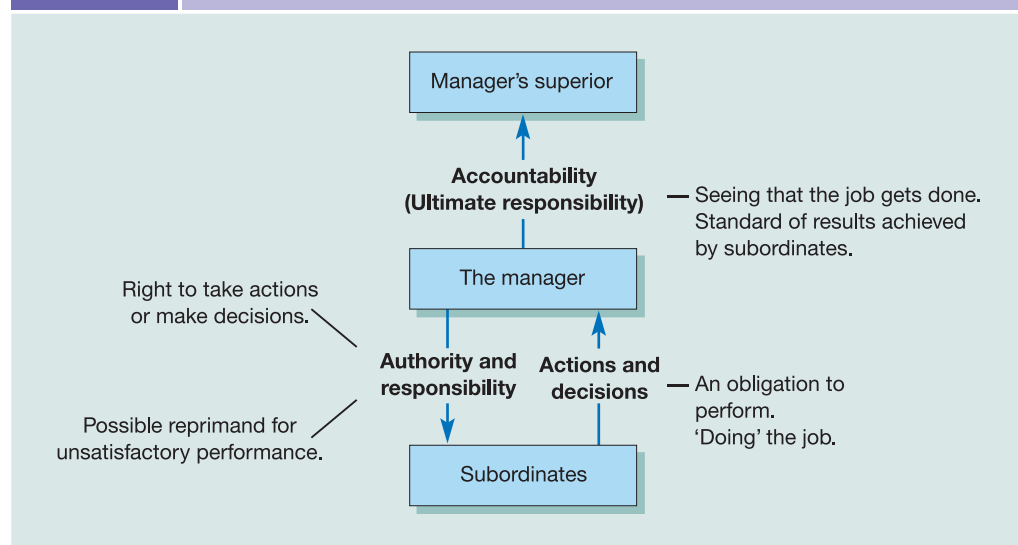 Manager's superior
Accountability
(Ultimate responsibility)
Seeing that the job gets done.
Standard of results achieved
by subordinates.
The manager
Right to take actions
or make decisions.
Authority and
responsibility
Actions and
decisions
An obligation to
perform.
'Doing' the job.
Possible reprimand for
unsatisfactory performance.
Subordinates